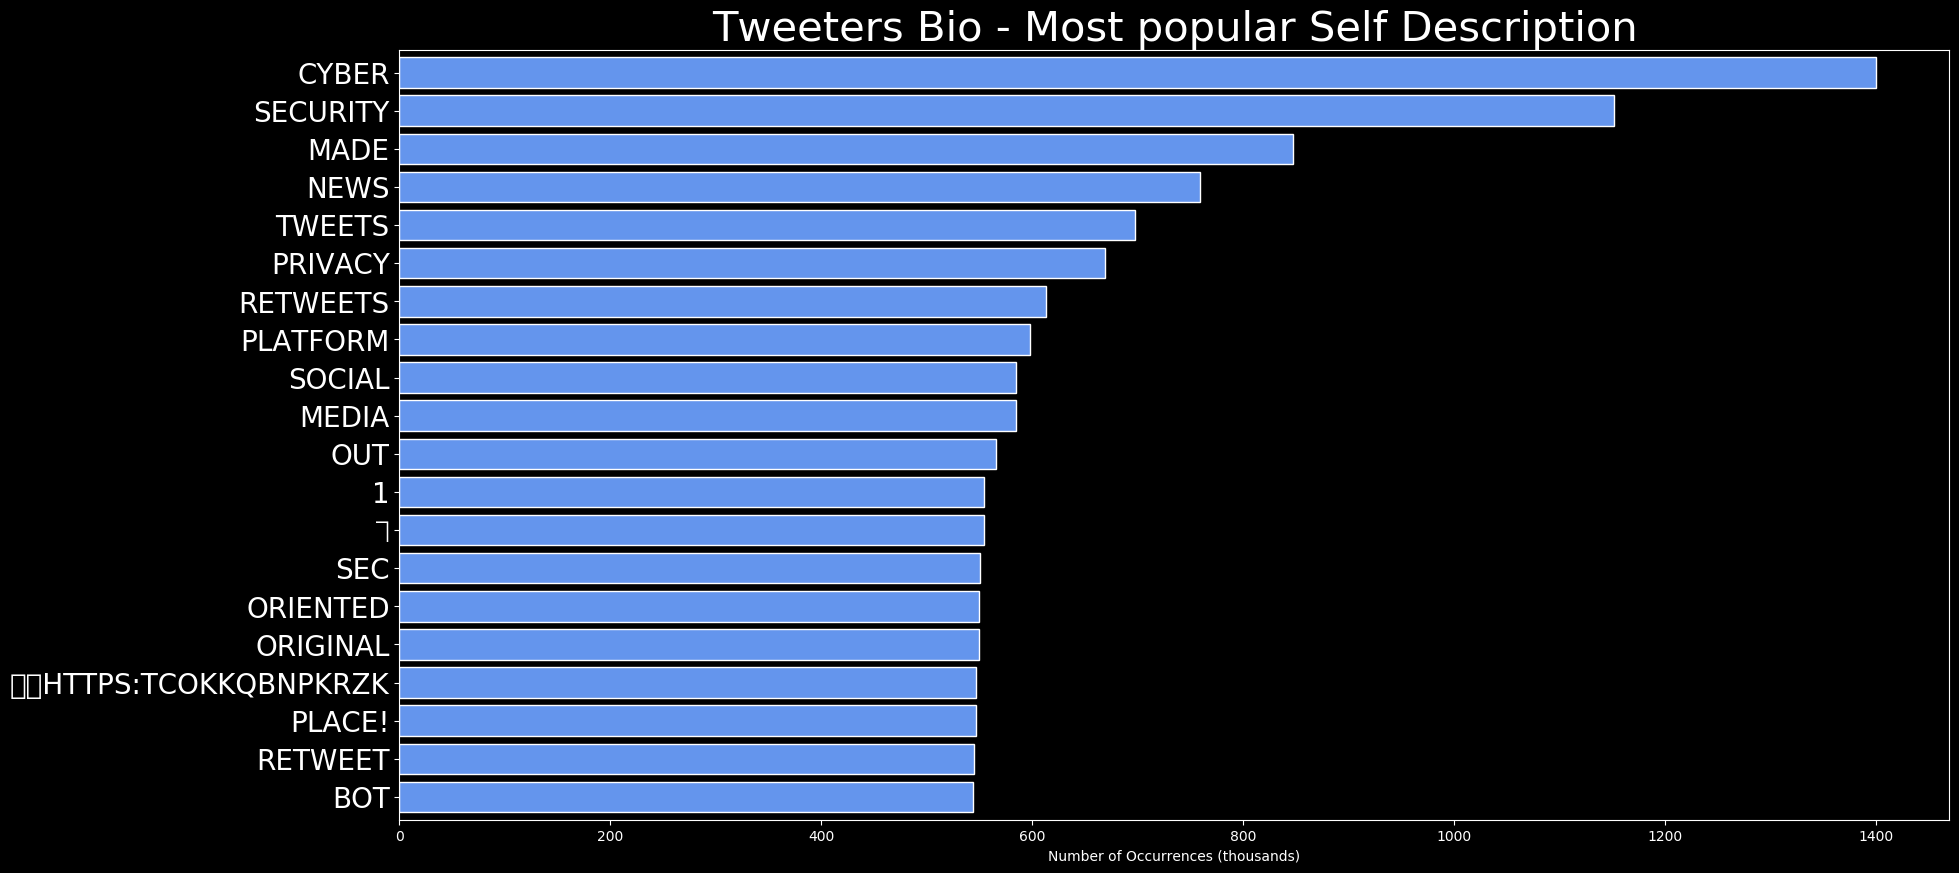 Tweeters Bio - Most popular Self Description
CYBER
SECURITY
MADE
NEWS
TWEETS
PRIVACY
RETWEETS
PLATFORM
SOCIAL
MEDIA
OUT
1
SEC
ORIENTED
ORIGINAL
HTTPS:TCOKKQBNPKRZK
PLACE!
RETWEET
BOT
0 200 400 600 800 1000 1200 1400
Number of Occurrences (thousands)